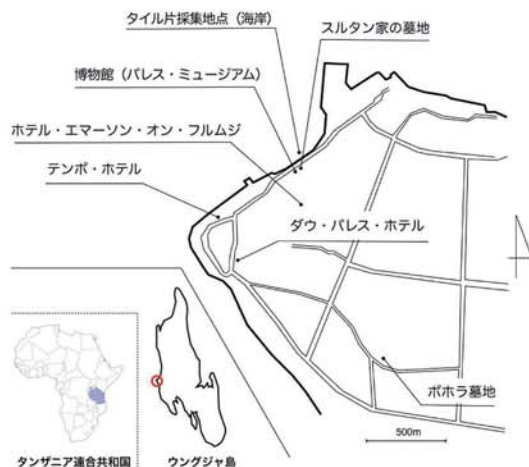 タイル片採集地点（海岸）
スルタン家の墓地
博物館（パレス・ミュージアム）
ホテル・エマーソン・オン・フルムジ
テンボ・ホテル
ダウ・パレス・ホテル
ボホラ墓地
500m
タンザニア連合共和国
ウングジャ島